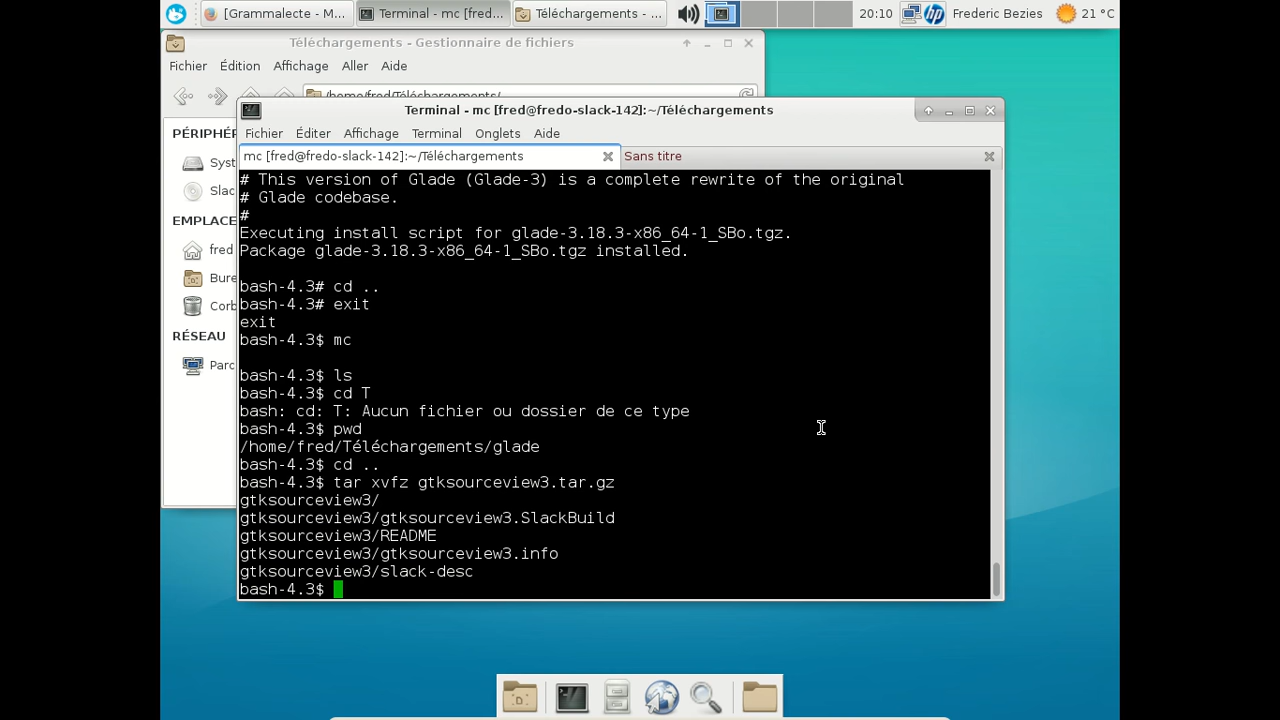 [Grammalecte - M...
Terminal - mc [fred...
Téléchargements - ...
20:10
Frederic Bezies
21 °C
Téléchargements - Gestionnaire de fichiers
Fichier Édition Affichage Aller Aide
/home/fred/Téléchargements/
PÉRIPHÉR
Syst
Slac
EMPLACE
fred
Bure
Corb
RÉSEAU
Parc
Terminal - mc [fred@fredo-slack-142]:~/Téléchargements
Fichier Éditer Affichage Terminal Onglets Aide
mc [fred@fredo-slack-142]:~/Téléchargements
Sans titre
# This version of Glade (Glade-3) is a complete rewrite of the original
# Glade codebase.
#
Executing install script for glade-3.18.3-x86_64-1_SBo.tgz.
Package glade-3.18.3-x86_64-1_SBo.tgz installed.
bash-4.3# cd ..
bash-4.3# exit
exit
bash-4.3$ mc
bash-4.3$ ls
bash-4.3$ cd T
bash: cd: T: Aucun fichier ou dossier de ce type
bash-4.3$ pwd
/home/fred/Téléchargements/glade
bash-4.3$ cd ..
bash-4.3$ tar xvfz gtksourceview3.tar.gz
gtksourceview3/
gtksourceview3/gtksourceview3.SlackBuild
gtksourceview3/README
gtksourceview3/gtksourceview3.info
gtksourceview3/slack-desc
bash-4.3$